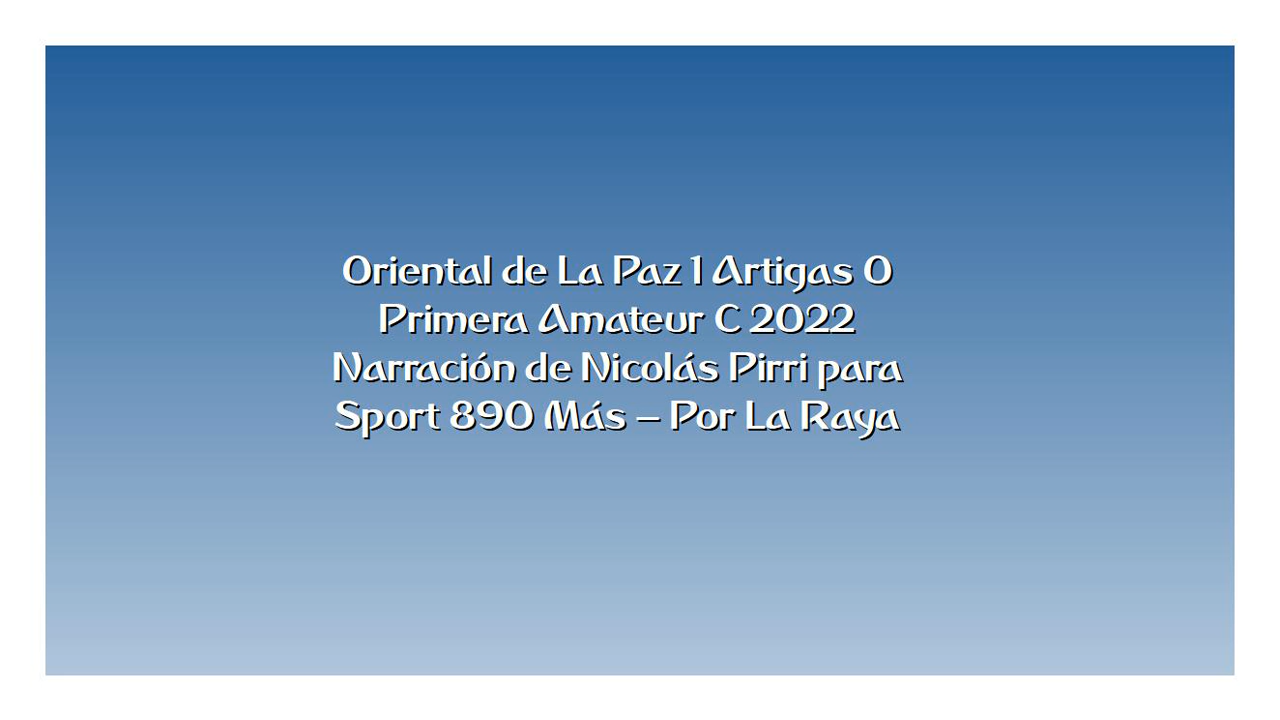 Oriental de La Paz 1 Artigas 0
Primera Amateur C 2022
Narración de Nicolás Pirri para
Sport 890 Más – Por La Raya